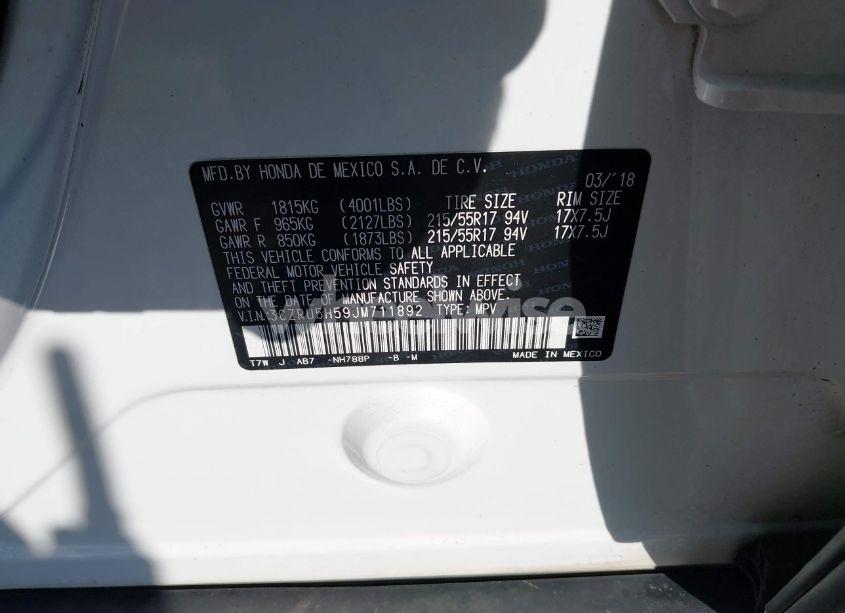 MFD.BY HONDA DE MEXICO S.A. DE C.V. 03/'18
GVWR 1815KG (4001LBS) TIRE SIZE RIM SIZE
GAWR F 965KG (2127LBS) 215/55R17 94V 17X7.5J
GAWR R 850KG (1873LBS) 215/55R17 94V 17X7.5J
THIS VEHICLE CONFORMS TO ALL APPLICABLE
FEDERAL MOTOR VEHICLE SAFETY
AND THEFT PREVENTION STANDARDS IN EFFECT
ON THE DATE OF MANUFACTURE SHOWN ABOVE.
V.I.N.: 3CZRU5H59JM711892 TYPE: MPV
T7W J AB7 -NH788P -B -M MADE IN MEXICO